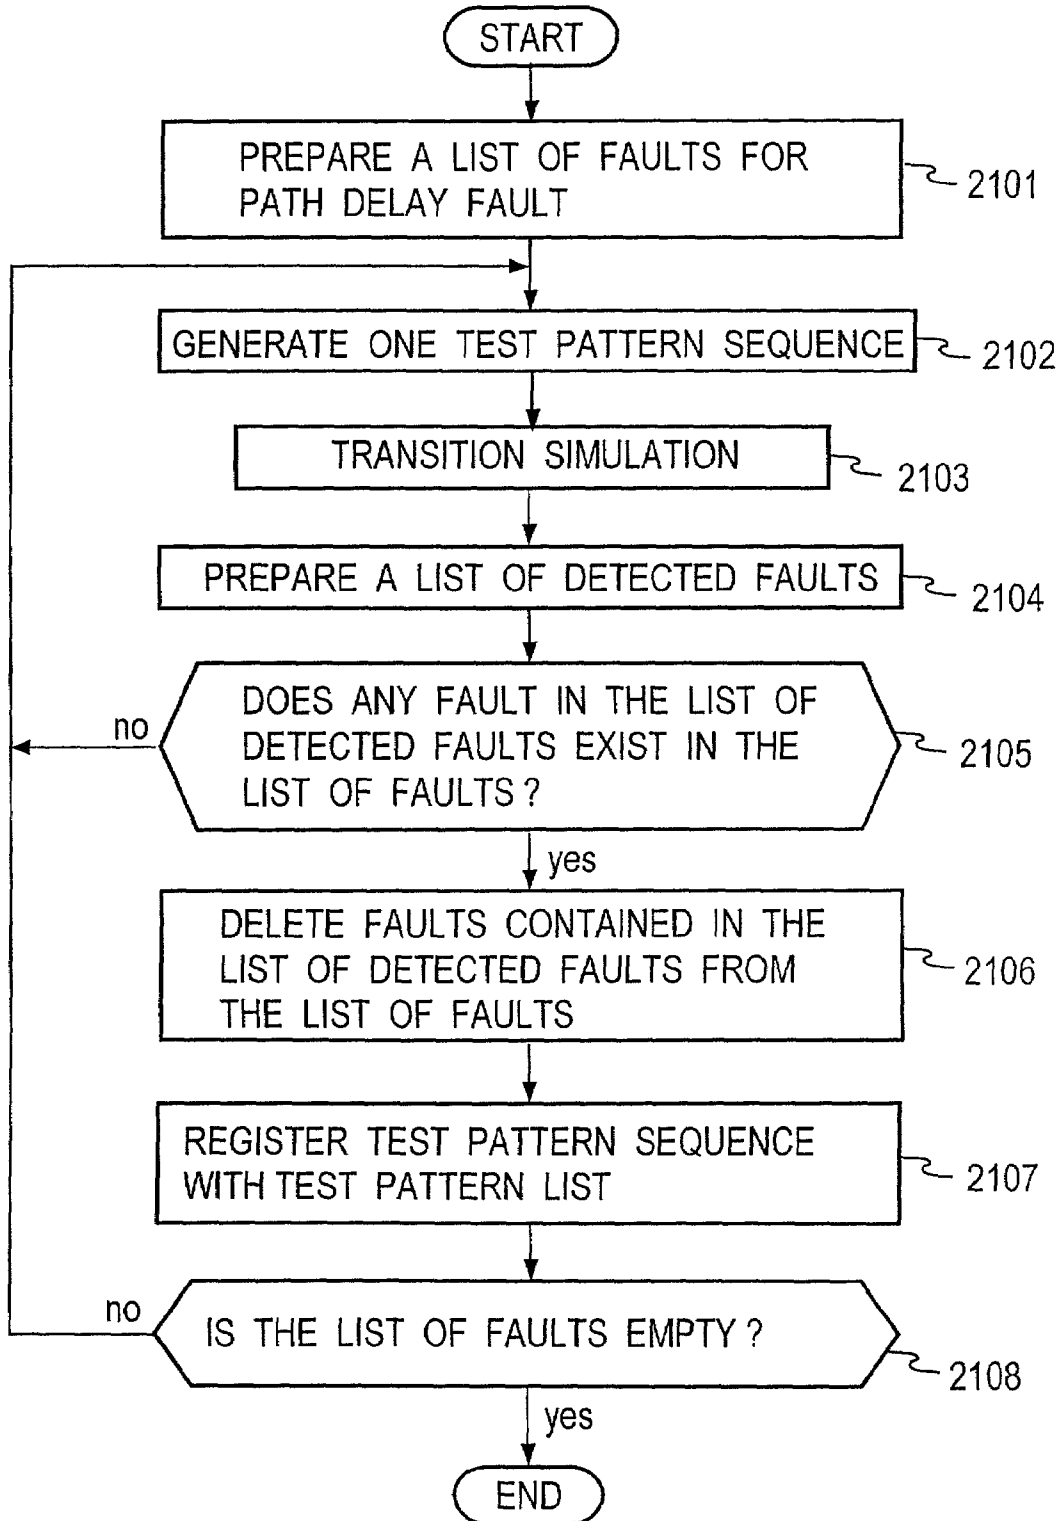 START
PREPARE A LIST OF FAULTS FOR
PATH DELAY FAULT
2101
GENERATE ONE TEST PATTERN SEQUENCE
2102
TRANSITION SIMULATION
2103
PREPARE A LIST OF DETECTED FAULTS
2104
DOES ANY FAULT IN THE LIST OF
DETECTED FAULTS EXIST IN THE
LIST OF FAULTS?
no
2105
yes
DELETE FAULTS CONTAINED IN THE
LIST OF DETECTED FAULTS FROM
THE LIST OF FAULTS
2106
REGISTER TEST PATTERN SEQUENCE
WITH TEST PATTERN LIST
2107
no
IS THE LIST OF FAULTS EMPTY?
2108
yes
END